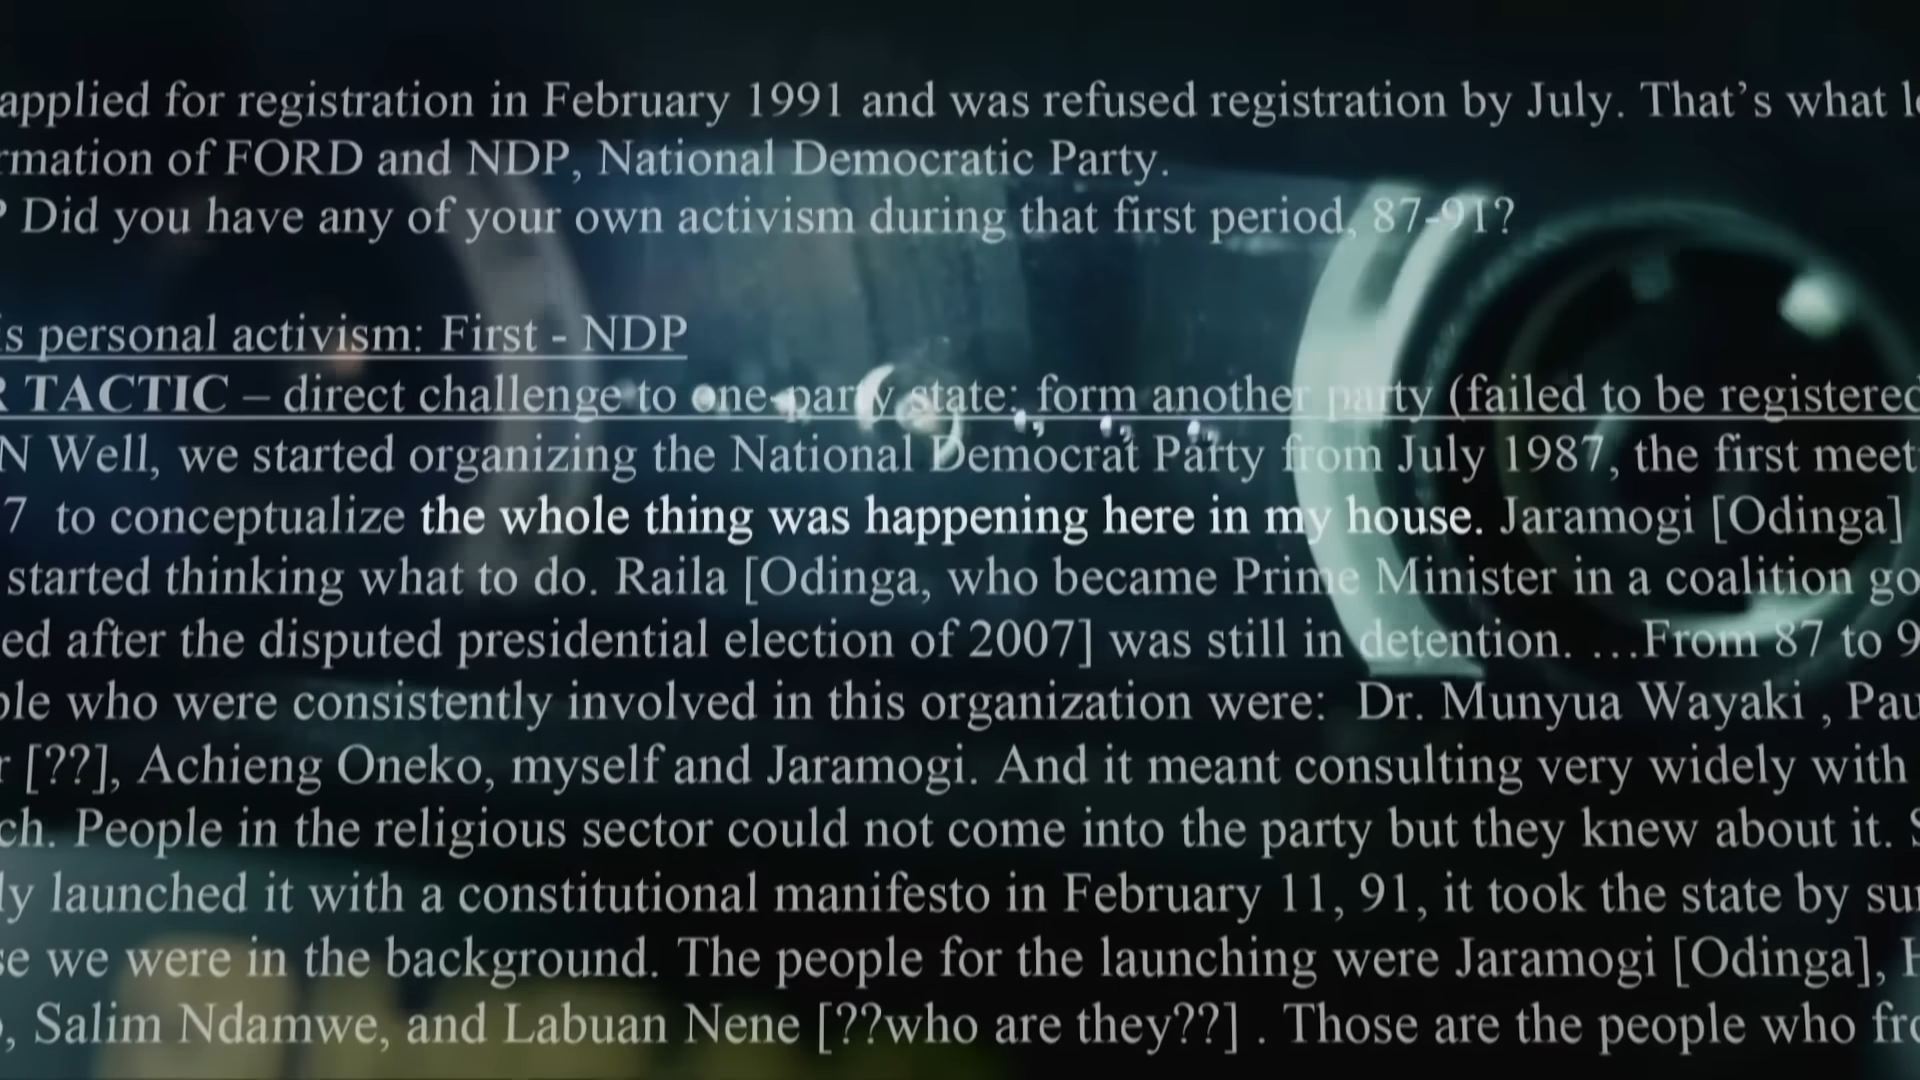 applied for registration in February 1991 and was refused registration by July. That’s what
rmation of FORD and NDP, National Democratic Party.
? Did you have any of your own activism during that first period, 87-91?
is personal activism: First - NDP
R TACTIC – direct challenge to one-party state: form another party (failed to be registered
N Well, we started organizing the National Democrat Party from July 1987, the first meet
7 to conceptualize the whole thing was happening here in my house. Jaramogi [Odinga]
started thinking what to do. Raila [Odinga, who became Prime Minister in a coalition go
ed after the disputed presidential election of 2007] was still in detention. …From 87 to 9
ple who were consistently involved in this organization were: Dr. Munyua Wayaki , Pau
r [??], Achieng Oneko, myself and Jaramogi. And it meant consulting very widely with
ch. People in the religious sector could not come into the party but they knew about it. S
ly launched it with a constitutional manifesto in February 11, 91, it took the state by sur
se we were in the background. The people for the launching were Jaramogi [Odinga], H
, Salim Ndamwe, and Labuan Nene [??who are they??] . Those are the people who fro